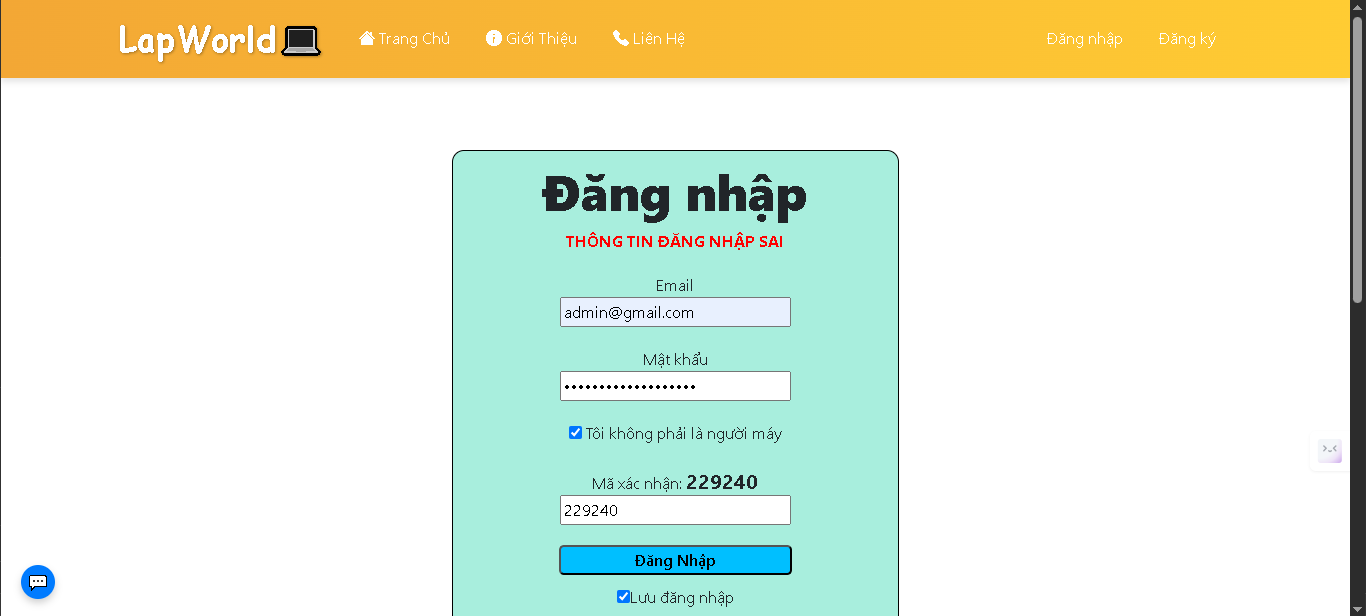 LapWorld
Trang Chủ
Giới Thiệu
Liên Hệ
Đăng nhập
Đăng ký
Đăng nhập
THÔNG TIN ĐĂNG NHẬP SAI
Email
admin@gmail.com
Mật khẩu
•••••••••••••••••••
Tôi không phải là người máy
Mã xác nhận: 229240
229240
Đăng Nhập
Lưu đăng nhập